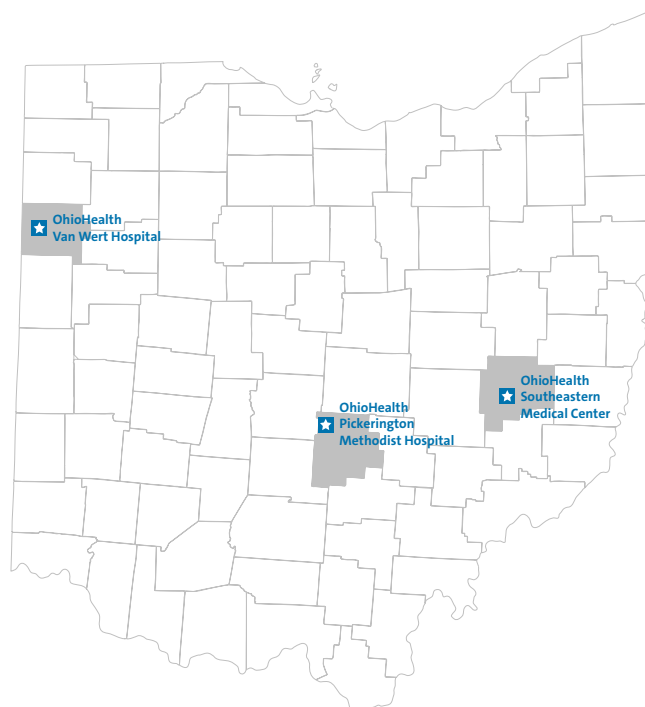 OhioHealth
Van Wert Hospital
OhioHealth
Southeastern
Medical Center
OhioHealth
Pickerington
Methodist Hospital